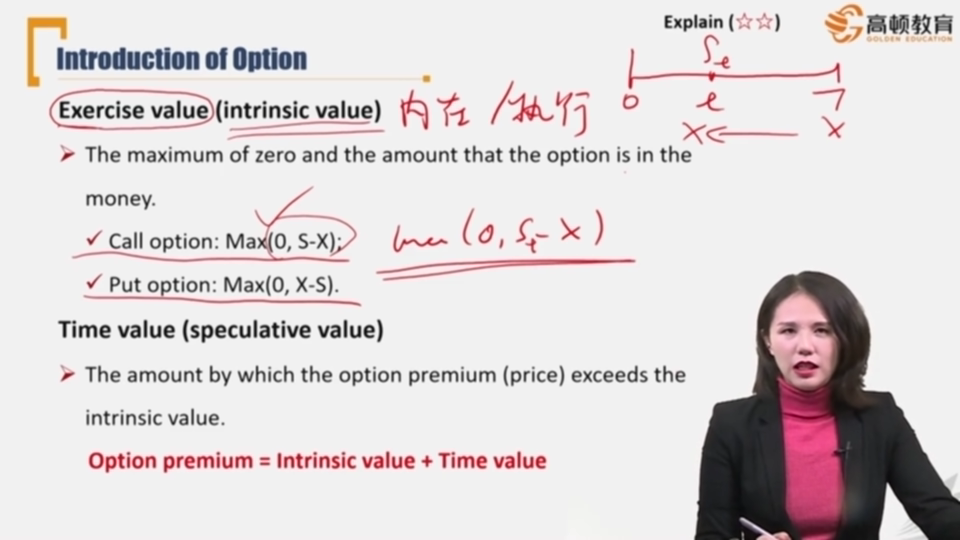 Explain (☆☆)
高顿教育
GOLDEN EDUCATION
Introduction of Option
Exercise value (intrinsic value) 内在/执行
The maximum of zero and the amount that the option is in the
money.
✓ Call option: Max(0, S-X);
✓ Put option: Max(0, X-S).
Time value (speculative value)
The amount by which the option premium (price) exceeds the
intrinsic value.
Option premium = Intrinsic value + Time value
S t
0 t T
X X
max (0, St - X)